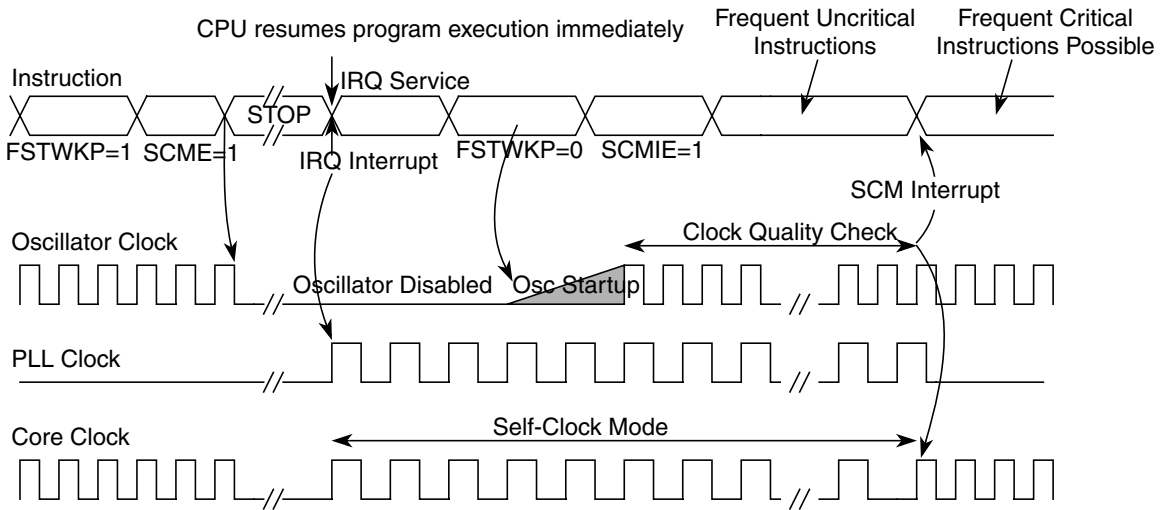 CPU resumes program execution immediately
Frequent Uncritical
Instructions
Frequent Critical
Instructions Possible
Instruction
STOP
IRQ Service
FSTWKP=1
SCME=1
IRQ Interrupt
FSTWKP=0
SCMIE=1
SCM Interrupt
Oscillator Clock
Clock Quality Check
Oscillator Disabled
Osc Startup
PLL Clock
Core Clock
Self-Clock Mode